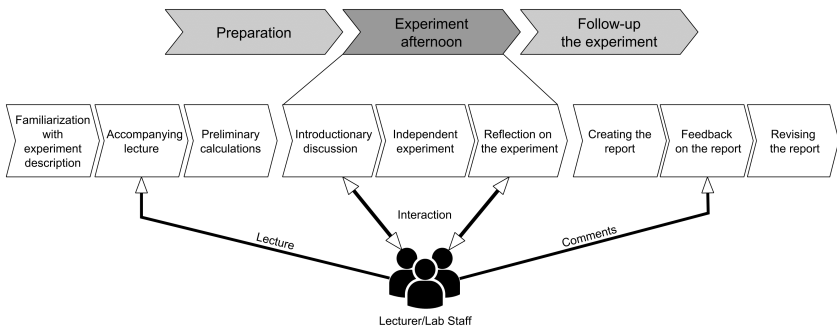 Preparation
Experiment
afternoon
Follow-up
the experiment
Familiarization
with
experiment
description
Accompanying
lecture
Preliminary
calculations
Introductionary
discussion
Independent
experiment
Reflection on
the experiment
Creating the
report
Feedback
on the report
Revising
the report
Interaction
Lecture
Comments
Lecturer/Lab Staff